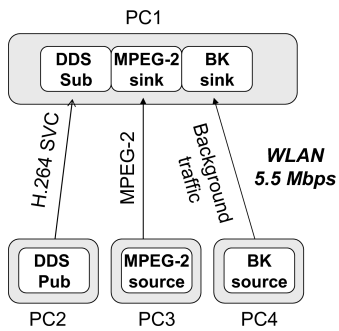 PC1
DDS
Sub
MPEG-2
sink
BK
sink
H.264 SVC
MPEG-2
Background
traffic
WLAN
5.5 Mbps
DDS
Pub
MPEG-2
source
BK
source
PC2
PC3
PC4